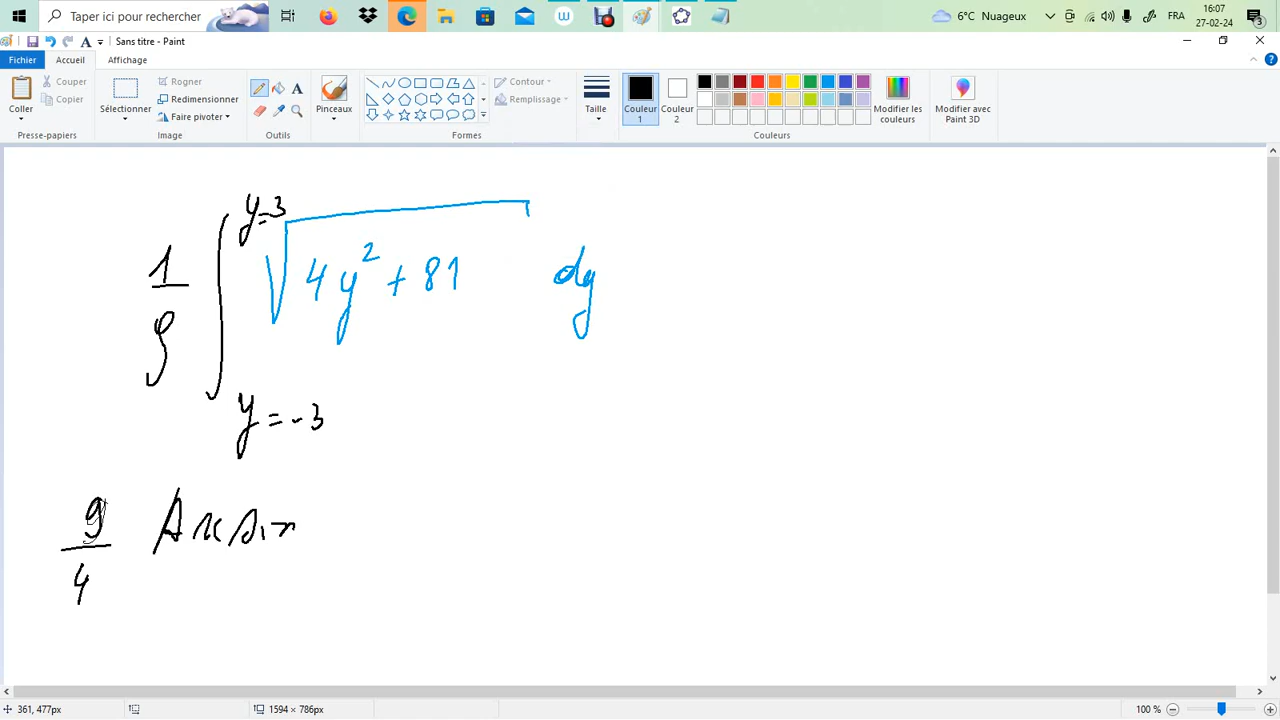 Taper ici pour rechercher
6°C Nuageux
FRA
16:07
27-02-24
3
Sans titre - Paint
Fichier Accueil Affichage
Coller
Couper
Copier
Presse-papiers
Sélectionner
Rogner
Redimensionner
Faire pivoter
Image
A
Outils
Pinceaux
Contour
Remplissage
Formes
Taille
Couleur 1
Couleur 2
Modifier les couleurs
Couleurs
Modifier avec Paint 3D
y=3
1/9 ∫ √4y²+81 dy
y=-3
9/4
361, 477px
1594 × 786px
100 %